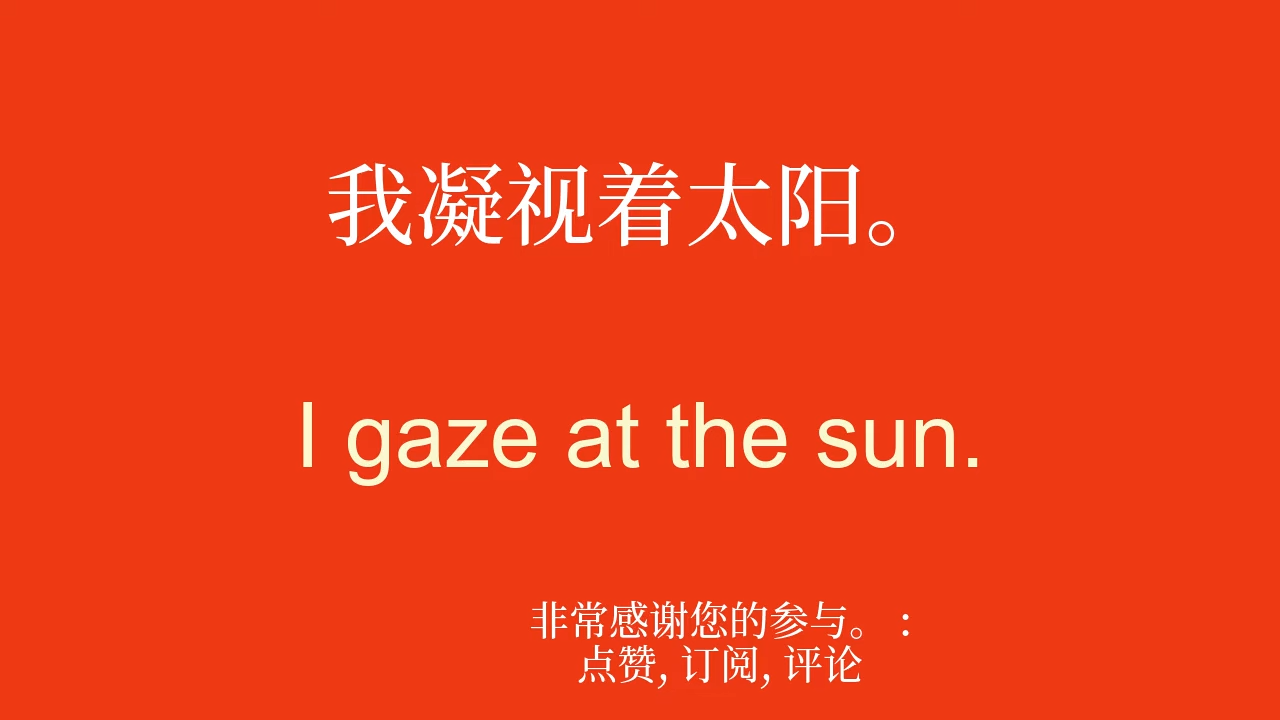 我凝视着太阳。
I gaze at the sun.
非常感谢您的参与。 :
点赞, 订阅, 评论